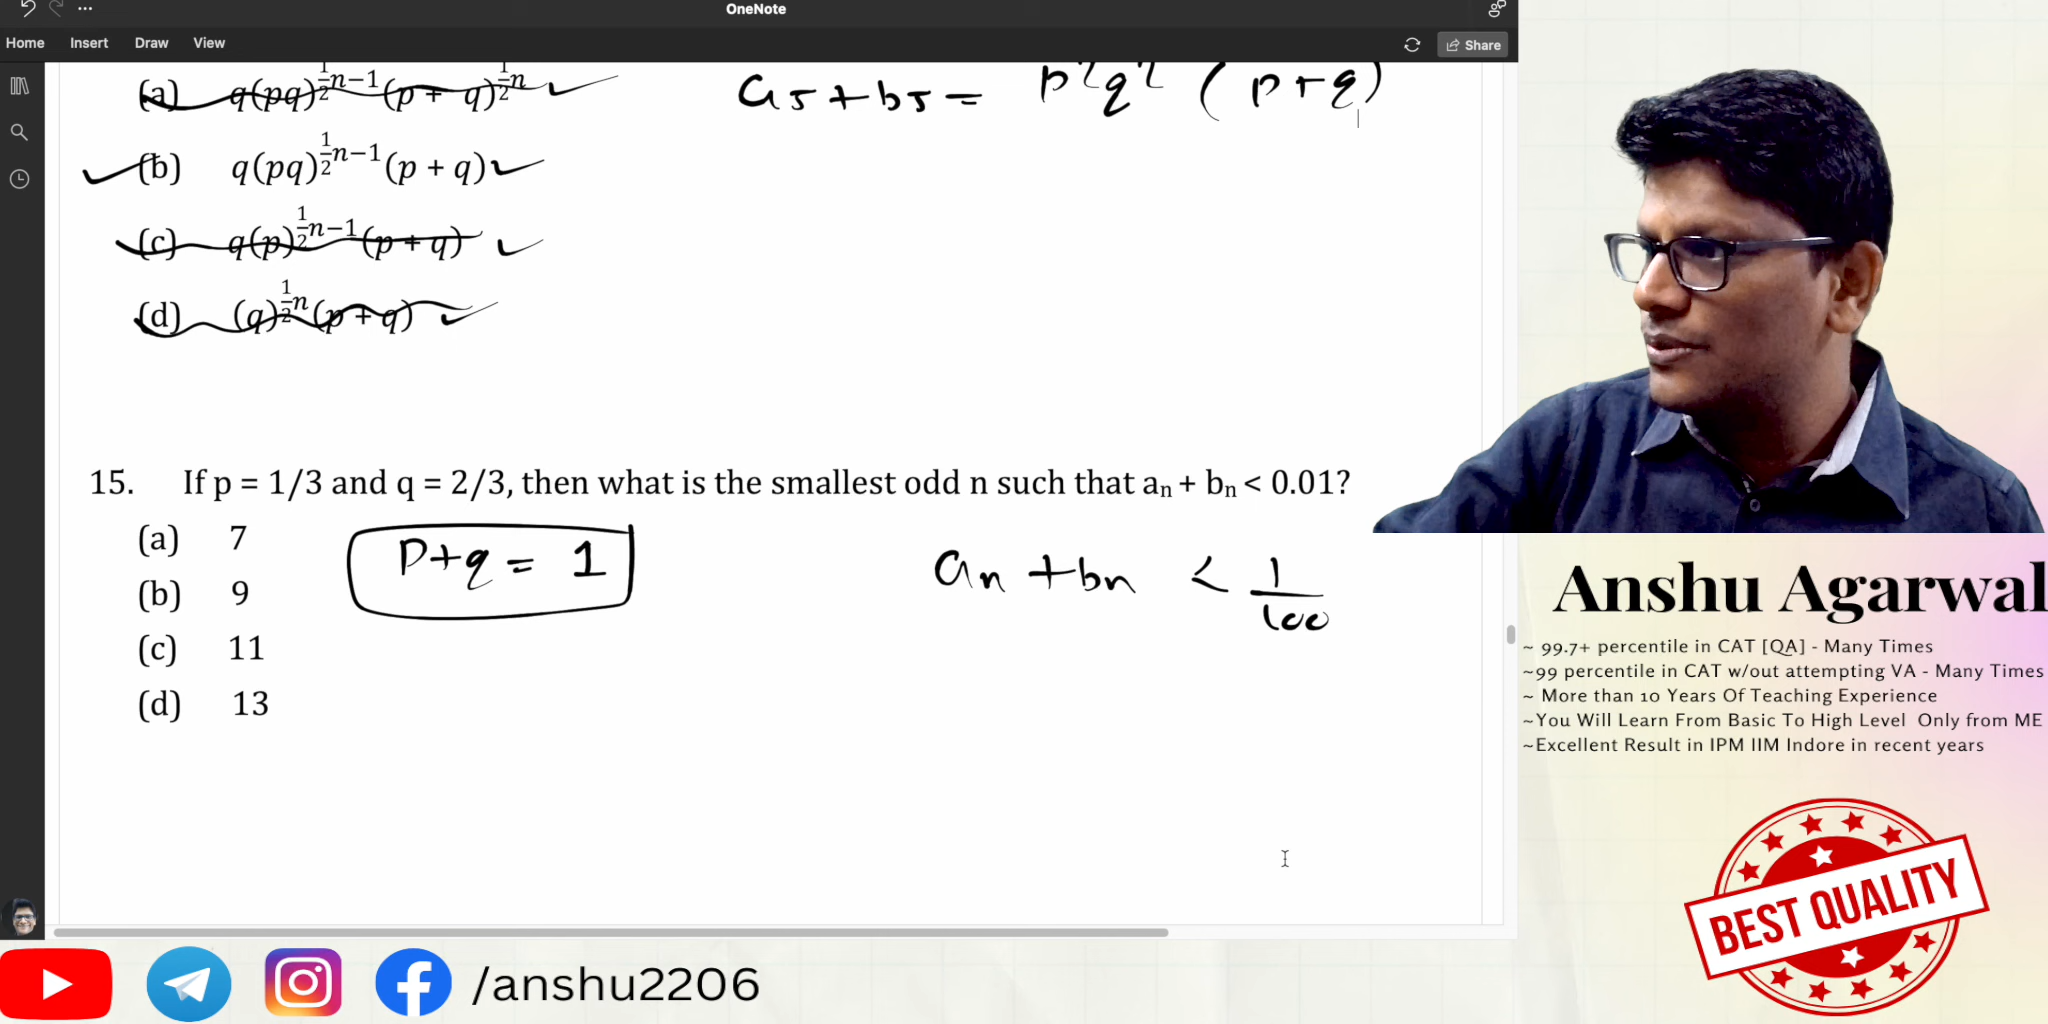 OneNote
Home Insert Draw View
Share
(a) q(pq)^{\frac{1}{2}n-1}(p + q)^{\frac{1}{2}n}
a5 + b5 = p²q² (p+q)
(b) q(pq)^{\frac{1}{2}n-1}(p + q)
(c) q(p)^{\frac{1}{2}n-1}(p + q)
(d) (q)^{\frac{1}{2}n}(p + q)
15. If p = 1/3 and q = 2/3, then what is the smallest odd n such that aₙ + bₙ < 0.01?
(a) 7
(b) 9
(c) 11
(d) 13
P+q = 1
an + bn < 1/100
Anshu Agarwal
~ 99.7+ percentile in CAT [QA] - Many Times
~99 percentile in CAT w/out attempting VA - Many Times
~ More than 10 Years Of Teaching Experience
~You Will Learn From Basic To High Level Only from ME
~Excellent Result in IPM IIM Indore in recent years
BEST QUALITY
/anshu2206